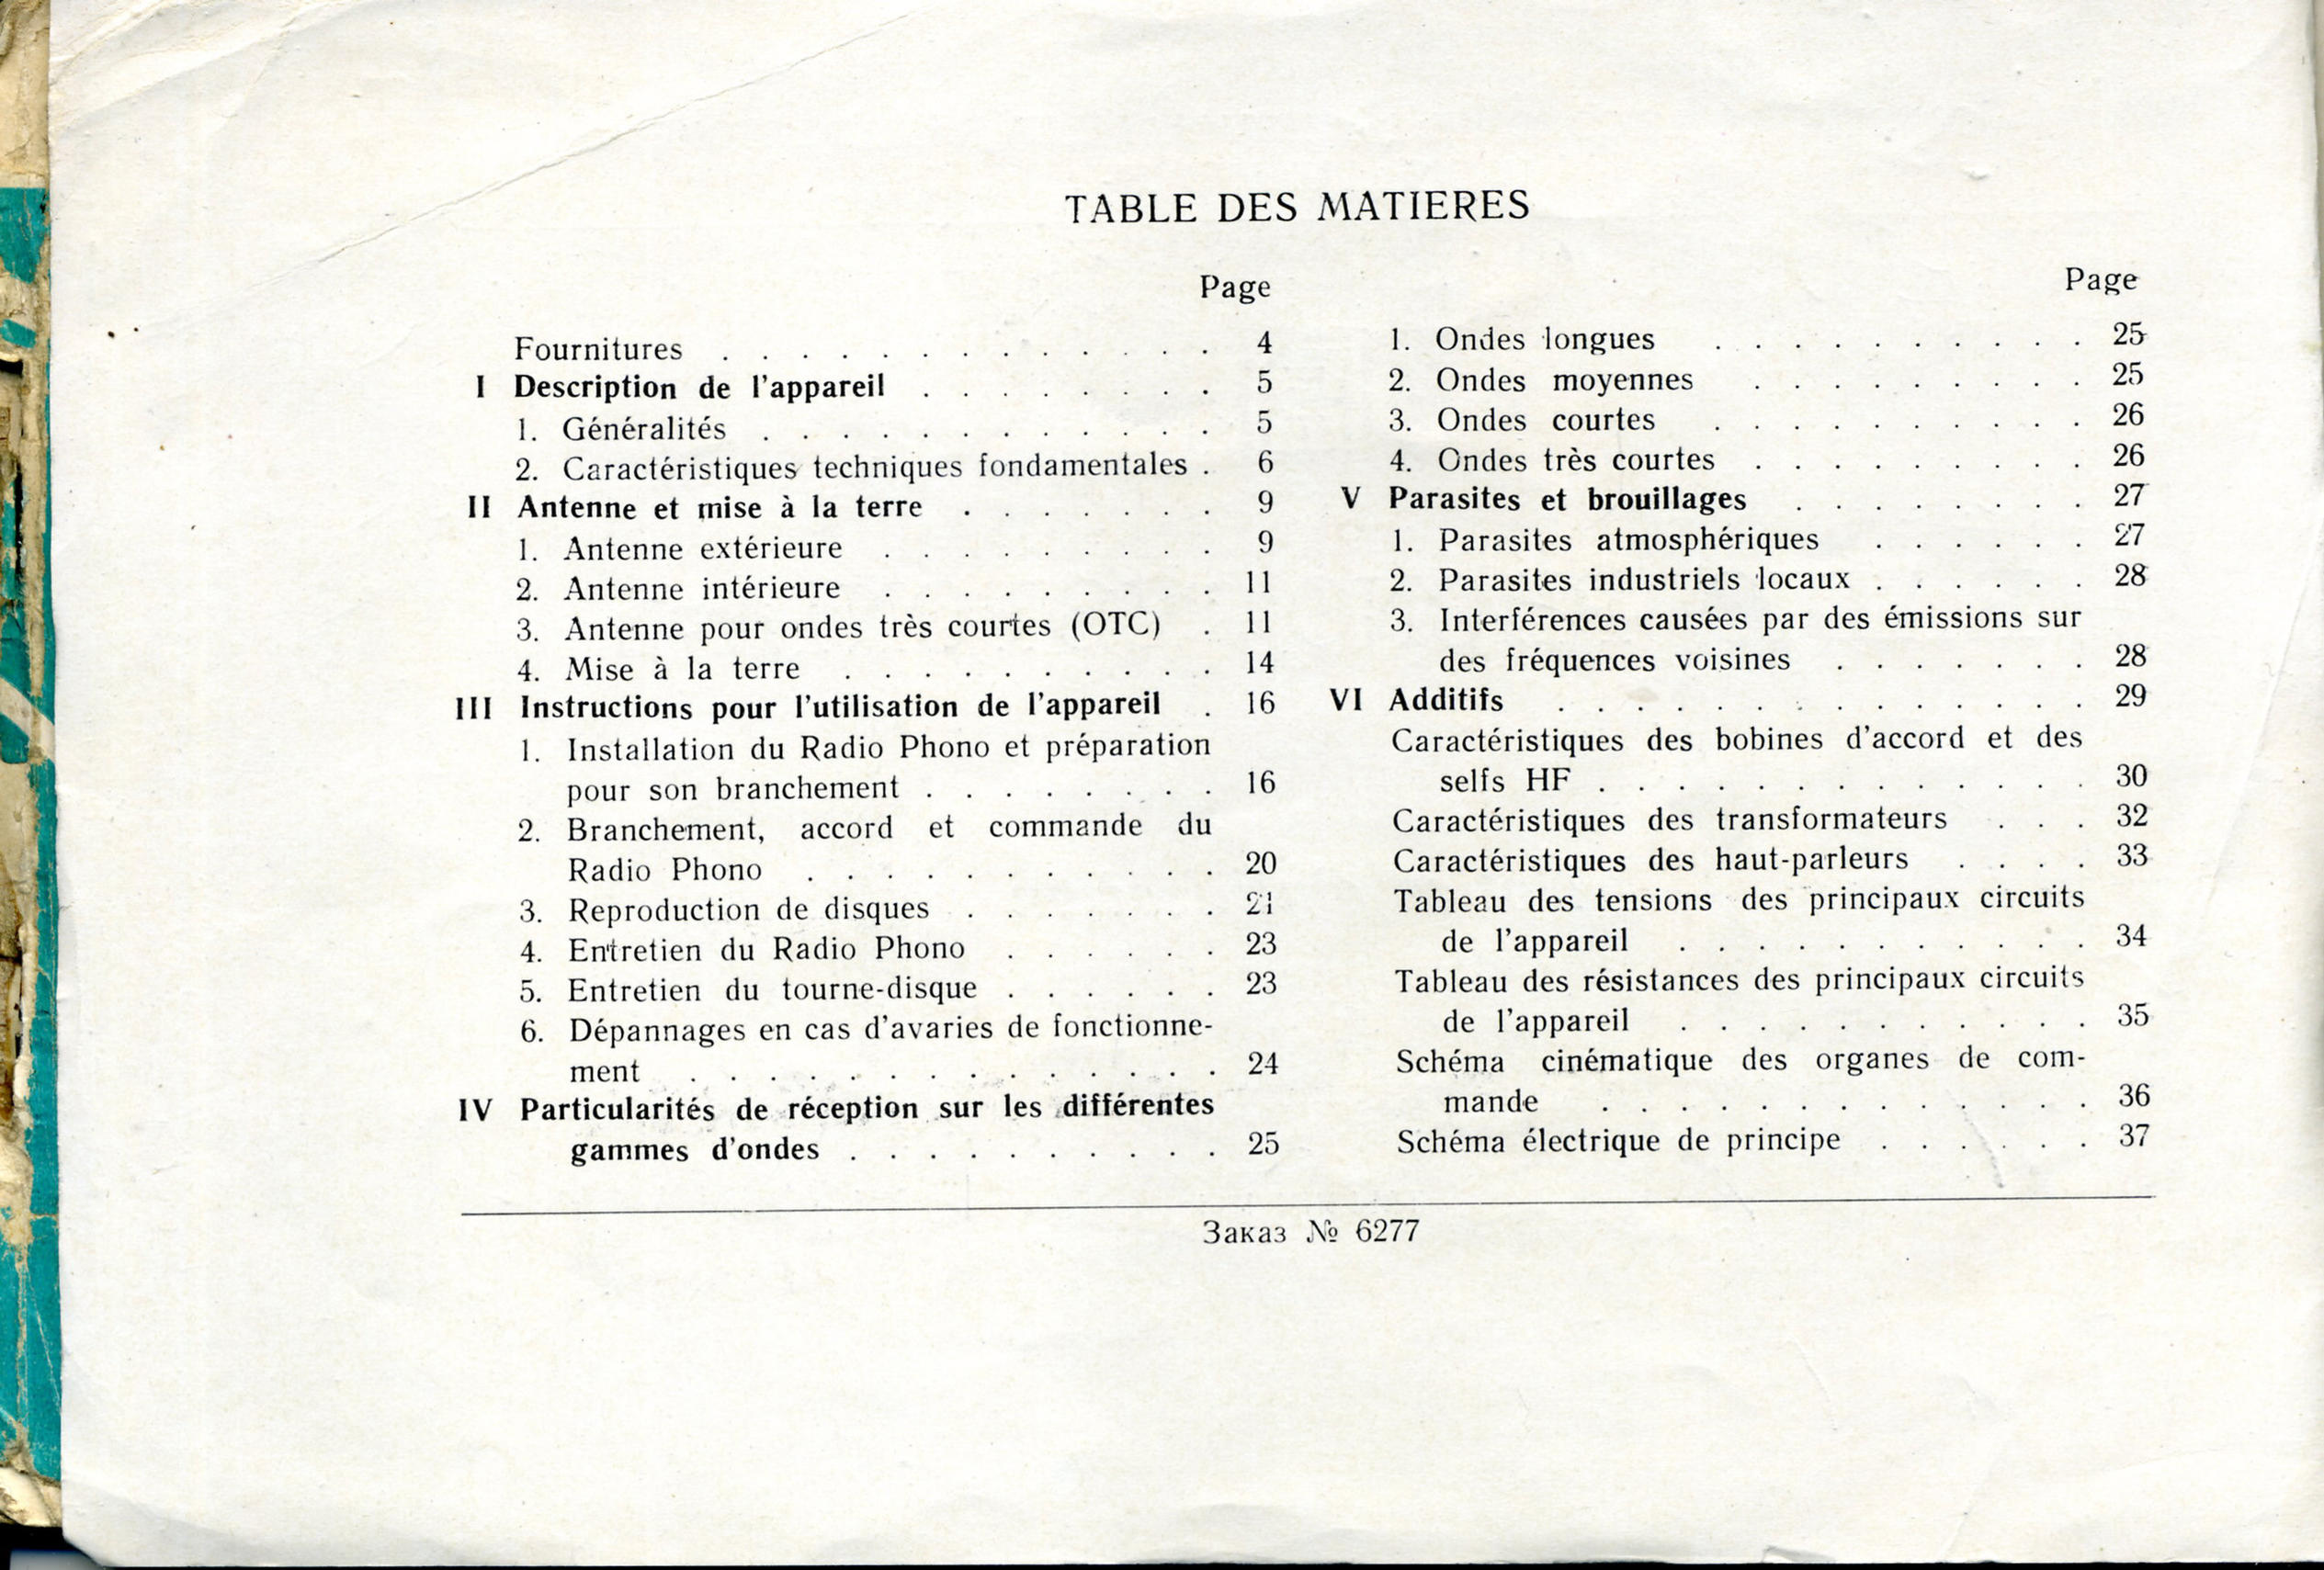 TABLE DES MATIERES
Page
Fournitures . . . . . . . . . . . . . 4
I Description de l'appareil . . . . . . . . 5
1. Généralités . . . . . . . . . . . . 5
2. Caractéristiques techniques fondamentales . 6
II Antenne et mise à la terre . . . . . . . 9
1. Antenne extérieure . . . . . . . . . 9
2. Antenne intérieure . . . . . . . . . 11
3. Antenne pour ondes très courtes (OTC) . 11
4. Mise à la terre . . . . . . . . . . 14
III Instructions pour l'utilisation de l'appareil . 16
1. Installation du Radio Phono et préparation
pour son branchement . . . . . . . . 16
2. Branchement, accord et commande du
Radio Phono . . . . . . . . . . . 20
3. Reproduction de disques . . . . . . . 21
4. Entretien du Radio Phono . . . . . . 23
5. Entretien du tourne-disque . . . . . . 23
6. Dépannages en cas d'avaries de fonctionne-
ment . . . . . . . . . . . . . . 24
IV Particularités de réception sur les différentes
gammes d'ondes . . . . . . . . . . 25
Page
1. Ondes longues . . . . . . . . . . 25
2. Ondes moyennes . . . . . . . . . 25
3. Ondes courtes . . . . . . . . . . 26
4. Ondes très courtes . . . . . . . . . 26
V Parasites et brouillages . . . . . . . . 27
1. Parasites atmosphériques . . . . . . 27
2. Parasites industriels locaux . . . . . . 28
3. Interférences causées par des émissions sur
des fréquences voisines . . . . . . . 28
VI Additifs . . . . . . . . . . . . . . 29
Caractéristiques des bobines d'accord et des
selfs HF . . . . . . . . . . . . . 30
Caractéristiques des transformateurs . . . 32
Caractéristiques des haut-parleurs . . . . 33
Tableau des tensions des principaux circuits
de l'appareil . . . . . . . . . . . 34
Tableau des résistances des principaux circuits
de l'appareil . . . . . . . . . . . 35
Schéma cinématique des organes de com-
mande . . . . . . . . . . . . . 36
Schéma électrique de principe . . . . . . 37
Заказ № 6277